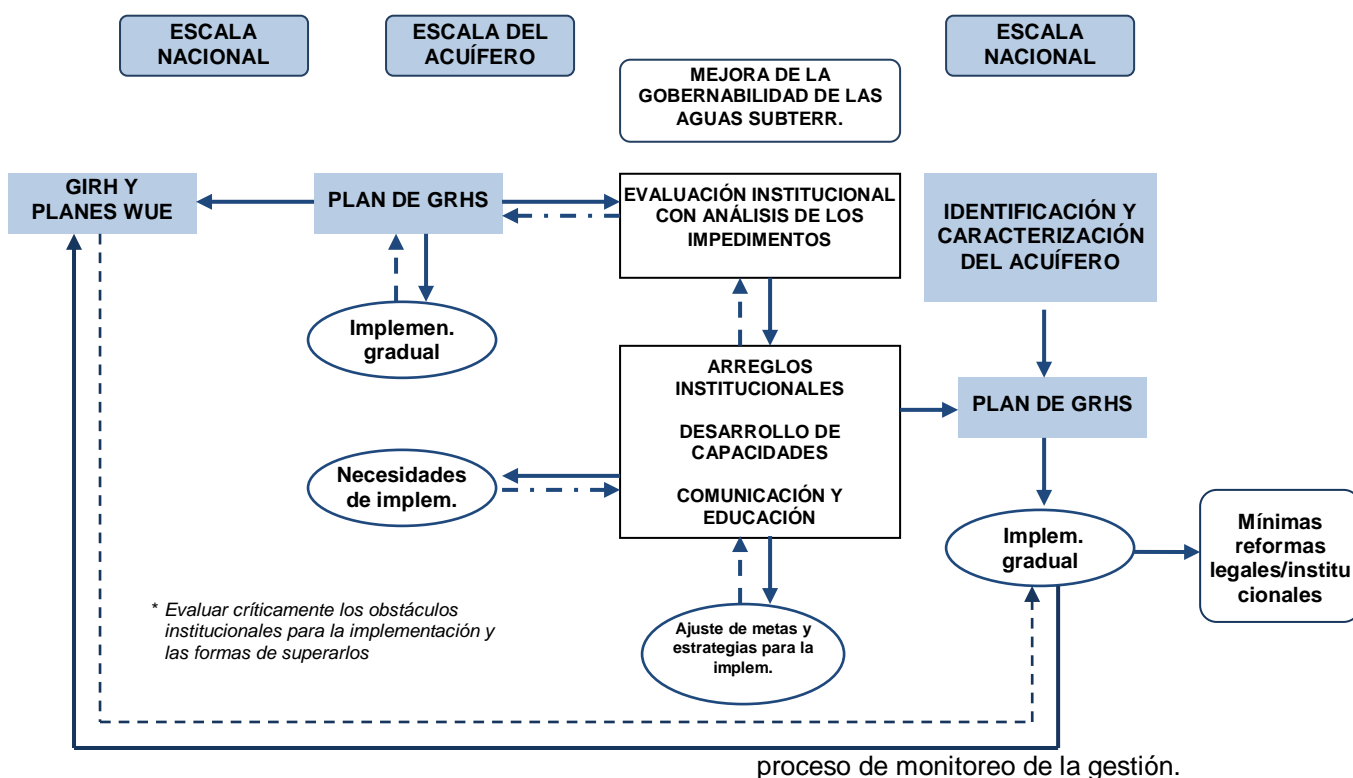 ESCALA
NACIONAL
ESCALA DEL
ACUÍFERO
ESCALA
NACIONAL
MEJORA DE LA
GOBERNABILIDAD DE LAS
AGUAS SUBTERR.
GIRH Y
PLANES WUE
PLAN DE GRHS
EVALUACIÓN INSTITUCIONAL
CON ANÁLISIS DE LOS
IMPEDIMENTOS
IDENTIFICACIÓN Y
CARACTERIZACIÓN
DEL ACUÍFERO
Implemen.
gradual
ARREGLOS
INSTITUCIONALES
DESARROLLO DE
CAPACIDADES
COMUNICACIÓN Y
EDUCACIÓN
PLAN DE GRHS
Necesidades
de implem.
Implem.
gradual
Mínimas
reformas
legales/institu
cionales
* Evaluar críticamente los obstáculos
institucionales para la implementación y
las formas de superarlos
Ajuste de metas y
estrategias para la
implem.
proceso de monitoreo de la gestión.